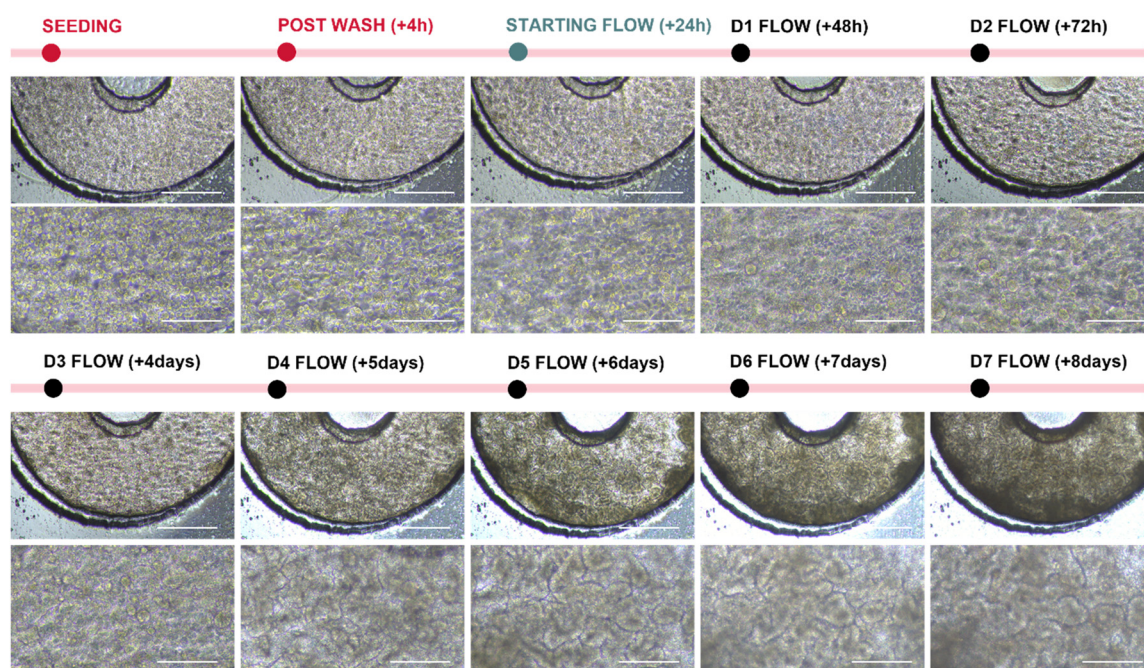 SEEDING
POST WASH (+4h)
STARTING FLOW (+24h)
D1 FLOW (+48h)
D2 FLOW (+72h)
D3 FLOW (+4days)
D4 FLOW (+5days)
D5 FLOW (+6days)
D6 FLOW (+7days)
D7 FLOW (+8days)